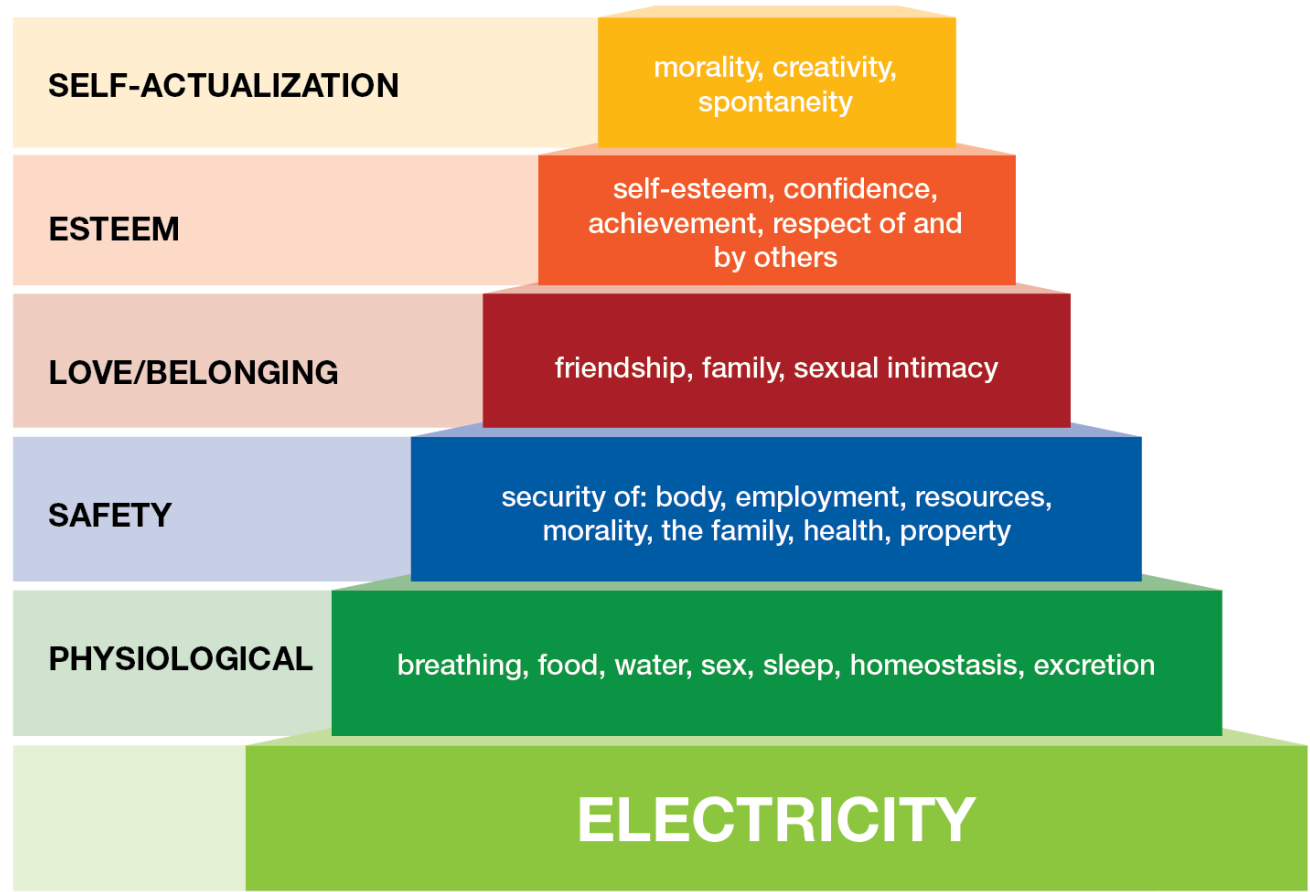 SELF-ACTUALIZATION
morality, creativity,
spontaneity
ESTEEM
self-esteem, confidence,
achievement, respect of and
by others
LOVE/BELONGING
friendship, family, sexual intimacy
SAFETY
security of: body, employment, resources,
morality, the family, health, property
PHYSIOLOGICAL
breathing, food, water, sex, sleep, homeostasis, excretion
ELECTRICITY